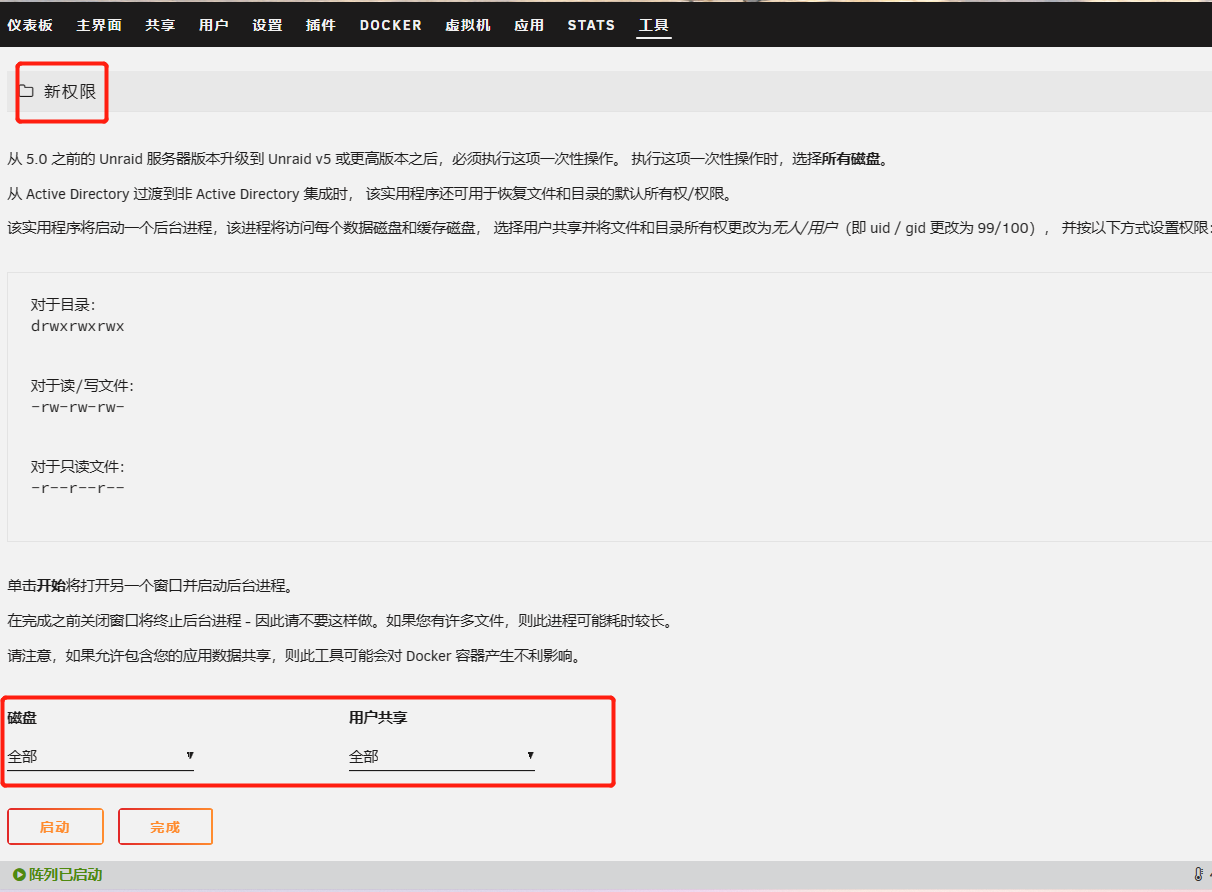 仪表板 主界面 共享 用户 设置 插件 DOCKER 虚拟机 应用 STATS 工具
新权限
从 5.0 之前的 Unraid 服务器版本升级到 Unraid v5 或更高版本之后，必须执行这项一次性操作。 执行这项一次性操作时，选择所有磁盘。
从 Active Directory 过渡到非 Active Directory 集成时， 该实用程序还可用于恢复文件和目录的默认所有权/权限。
该实用程序将启动一个后台进程，该进程将访问每个数据磁盘和缓存磁盘， 选择用户共享并将文件和目录所有权更改为无人/用户（即 uid / gid 更改为 99/100）， 并按以下方式设置权限：
对于目录：
drwxrwxrwx
对于读/写文件：
-rw-rw-rw-
对于只读文件：
-r--r--r--
单击开始将打开另一个窗口并启动后台进程。
在完成之前关闭窗口将终止后台进程 - 因此请不要这样做。如果您有许多文件，则此进程可能耗时较长。
请注意，如果允许包含您的应用数据共享，则此工具可能会对 Docker 容器产生不利影响。
磁盘 用户共享
全部 全部
启动 完成
阵列已启动